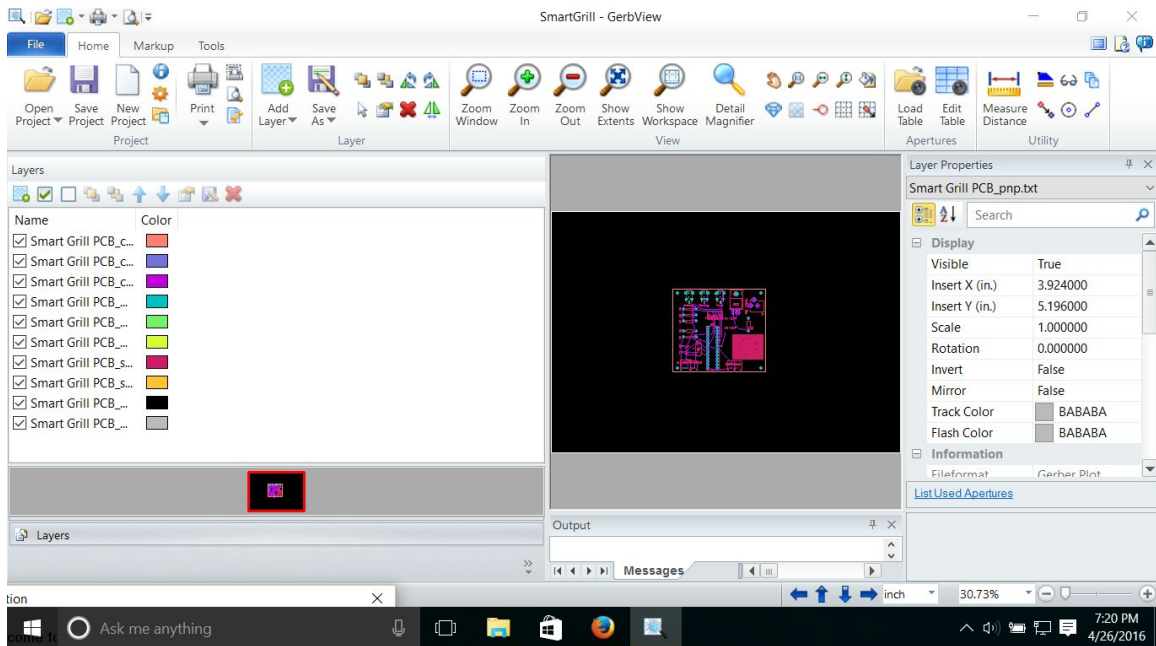 SmartGrill - GerbView
File Home Markup Tools
Open Project Save Project New Project Print Add Layer Save As Zoom Window Zoom In Zoom Out Show Extents Show Workspace Detail Magnifier Load Table Edit Table Measure Distance
Project Layer View Apertures Utility
Layers
Name Color
Smart Grill PCB_c...
Smart Grill PCB_c...
Smart Grill PCB_c...
Smart Grill PCB_...
Smart Grill PCB_...
Smart Grill PCB_...
Smart Grill PCB_s...
Smart Grill PCB_s...
Smart Grill PCB_...
Smart Grill PCB_...
Layers
Output
Messages
Layer Properties
Smart Grill PCB_pnp.txt
Search
Display
Visible True
Insert X (in.) 3.924000
Insert Y (in.) 5.196000
Scale 1.000000
Rotation 0.000000
Invert False
Mirror False
Track Color BABABA
Flash Color BABABA
Information
Fileformat Gerber Plot
List Used Apertures
inch 30.73%
tion
Ask me anything
7:20 PM
4/26/2016